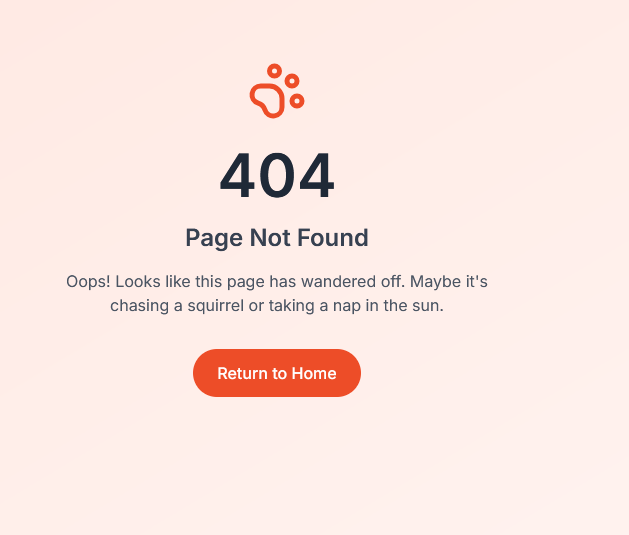 404
Page Not Found
Oops! Looks like this page has wandered off. Maybe it's
chasing a squirrel or taking a nap in the sun.
Return to Home